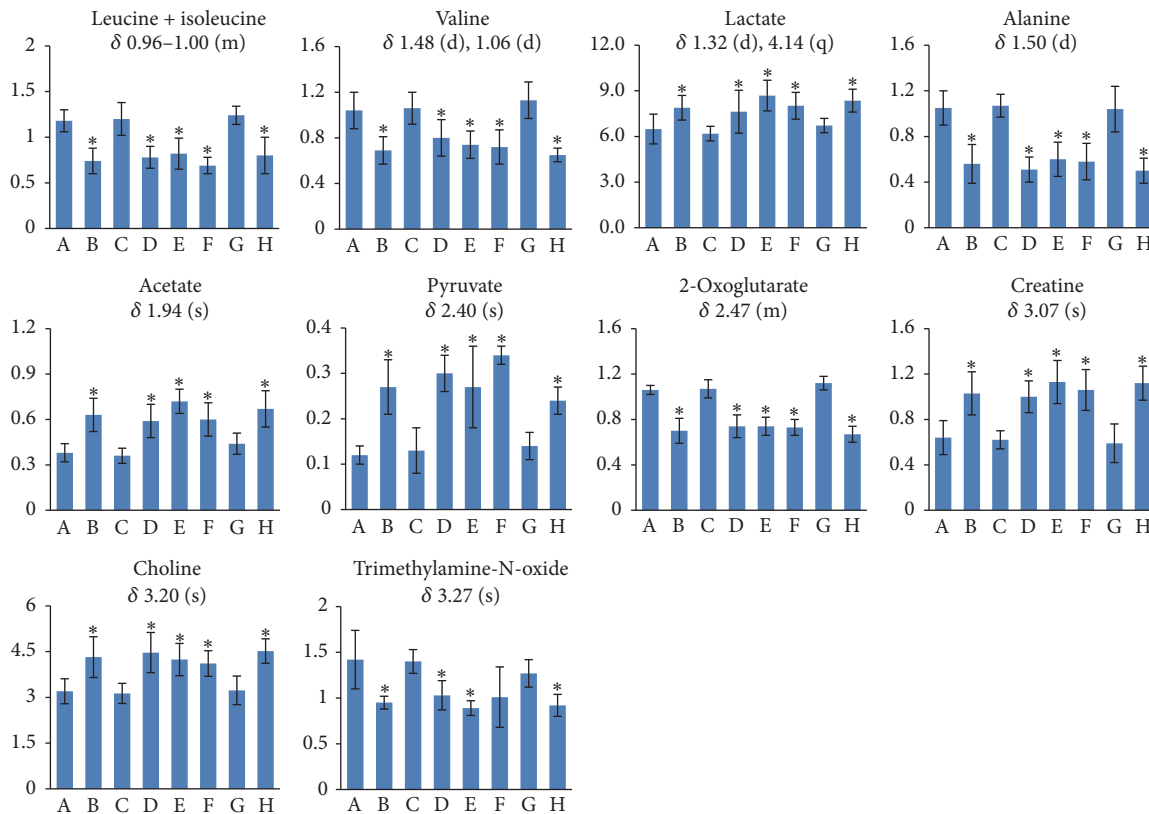 Leucine + isoleucine
δ 0.96–1.00 (m)
2
1.5
1
0.5
0
* * * * *
A B C D E F G H
Valine
δ 1.48 (d), 1.06 (d)
1.6
1.2
0.8
0.4
0
* * * * *
A B C D E F G H
Lactate
δ 1.32 (d), 4.14 (q)
12.0
9.0
6.0
3.0
0.0
* * * * *
A B C D E F G H
Alanine
δ 1.50 (d)
1.6
1.2
0.8
0.4
0
* * * * *
A B C D E F G H
Acetate
δ 1.94 (s)
1.2
0.9
0.6
0.3
0
* * * * *
A B C D E F G H
Pyruvate
δ 2.40 (s)
0.4
0.3
0.2
0.1
0
* * * * *
A B C D E F G H
2-Oxoglutarate
δ 2.47 (m)
1.6
1.2
0.8
0.4
0
* * * * *
A B C D E F G H
Creatine
δ 3.07 (s)
1.6
1.2
0.8
0.4
0
* * * * *
A B C D E F G H
Choline
δ 3.20 (s)
6
4.5
3
1.5
0
* * * * *
A B C D E F G H
Trimethylamine-N-oxide
δ 3.27 (s)
2
1.5
1
0.5
0
* * * *
A B C D E F G H